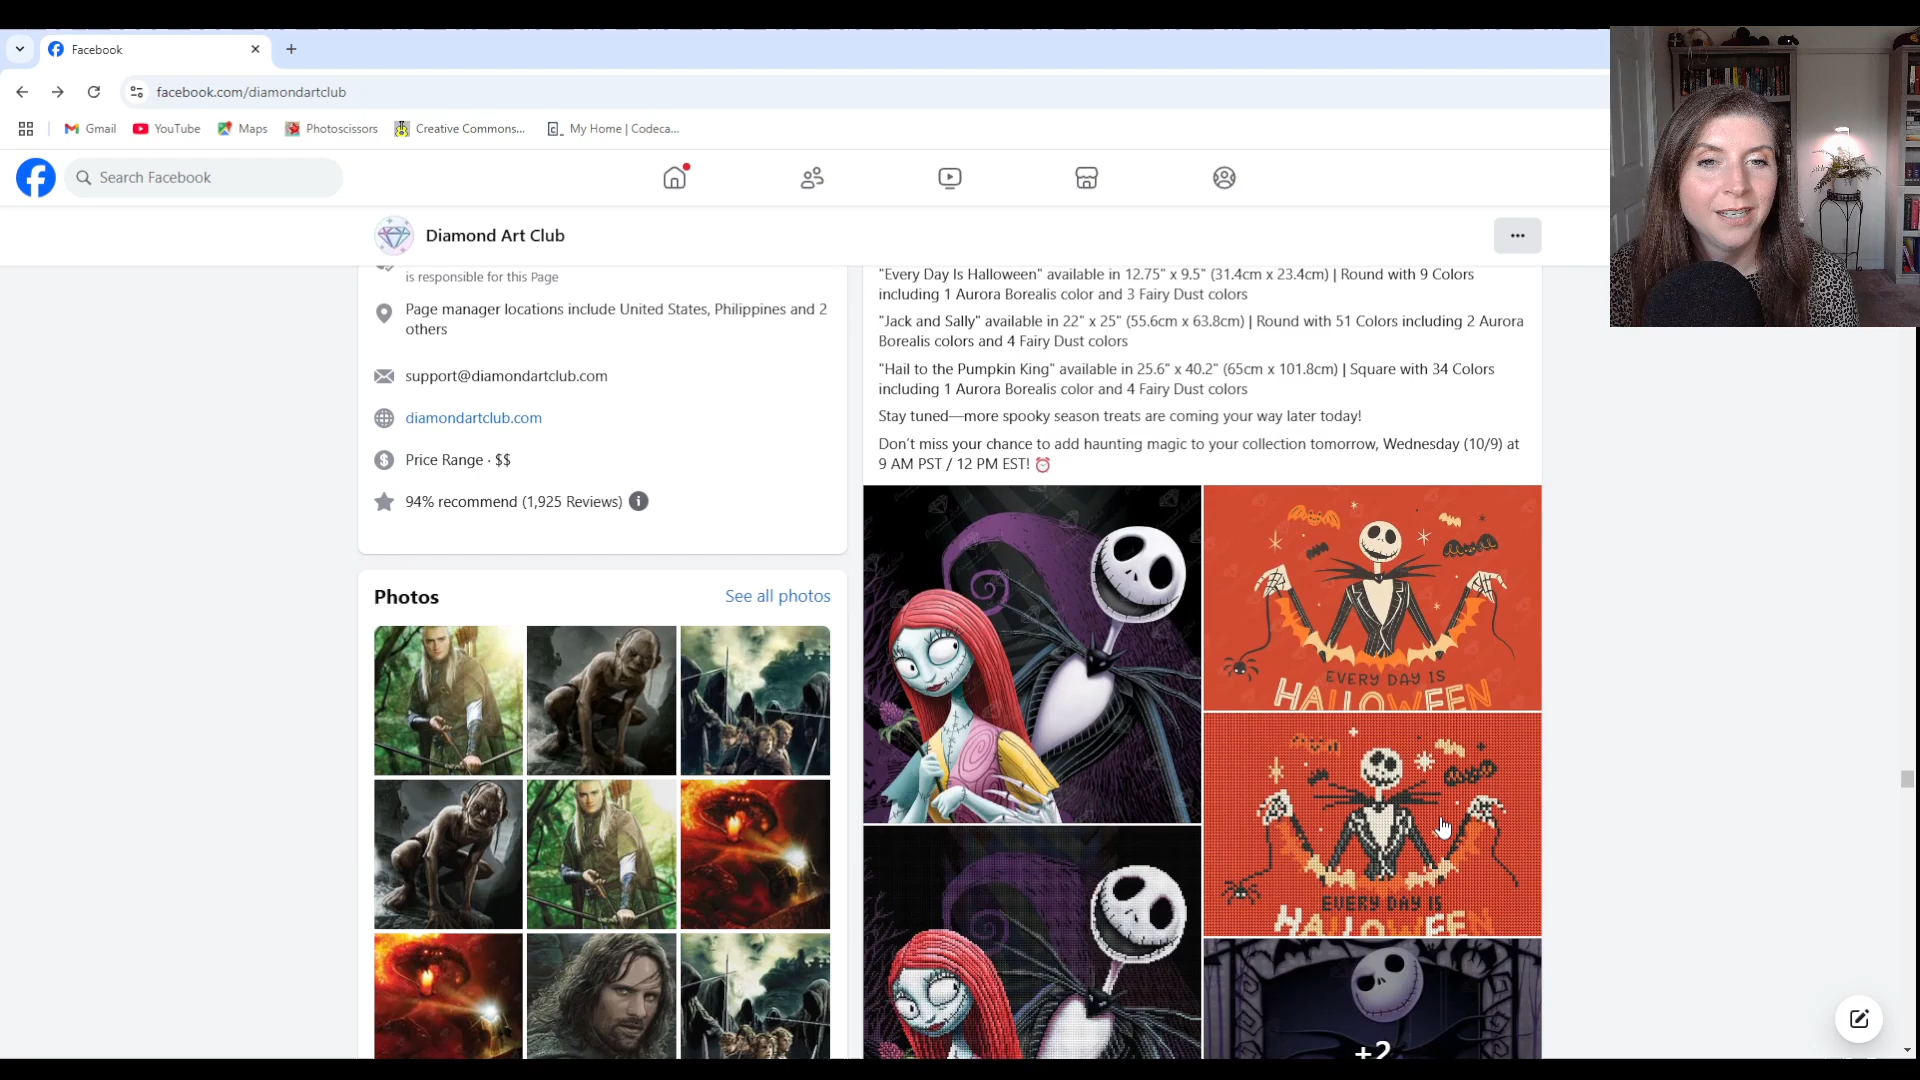 Facebook
facebook.com/diamondartclub
Gmail
YouTube
Maps
Photoscissors
Creative Commons...
My Home | Codeca...
Search Facebook
Diamond Art Club
is responsible for this Page
Page manager locations include United States, Philippines and 2
others
support@diamondartclub.com
diamondartclub.com
Price Range · $$
94% recommend (1,925 Reviews)
Photos
See all photos
"Every Day Is Halloween" available in 12.75" x 9.5" (31.4cm x 23.4cm) | Round with 9 Colors
including 1 Aurora Borealis color and 3 Fairy Dust colors
"Jack and Sally" available in 22" x 25" (55.6cm x 63.8cm) | Round with 51 Colors including 2 Aurora
Borealis colors and 4 Fairy Dust colors
"Hail to the Pumpkin King" available in 25.6" x 40.2" (65cm x 101.8cm) | Square with 34 Colors
including 1 Aurora Borealis color and 4 Fairy Dust colors
Stay tuned—more spooky season treats are coming your way later today!
Don't miss your chance to add haunting magic to your collection tomorrow, Wednesday (10/9) at
9 AM PST / 12 PM EST! ⏰
EVERY DAY IS
HALLOWEEN
EVERY DAY IS
HALLOWEEN
+2